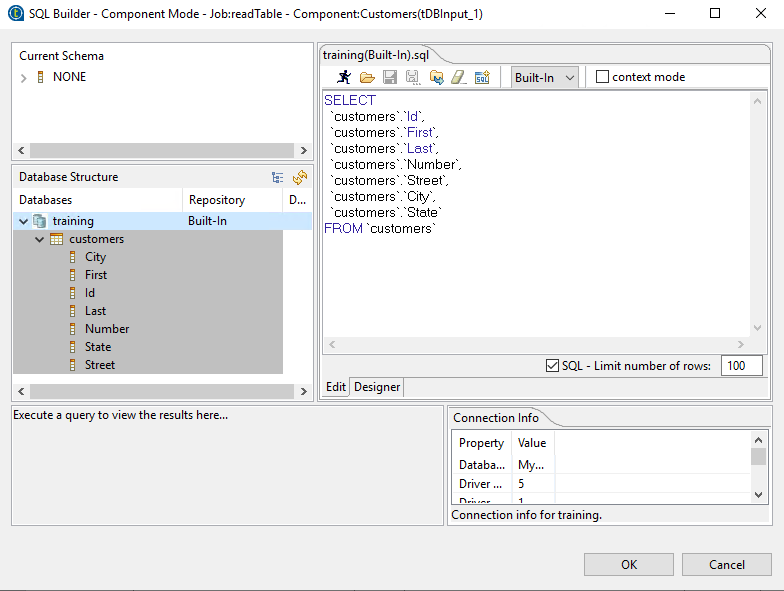 SQL Builder - Component Mode - Job:readTable - Component:Customers(tDBInput_1)
Current Schema
NONE
Database Structure
Databases Repository D...
training Built-In
customers
City
First
Id
Last
Number
State
Street
training(Built-In).sql
SQL Built-In context mode
SELECT
`customers`.`Id`,
`customers`.`First`,
`customers`.`Last`,
`customers`.`Number`,
`customers`.`Street`,
`customers`.`City`,
`customers`.`State`
FROM `customers`
SQL - Limit number of rows: 100
Edit Designer
Execute a query to view the results here...
Connection Info
Property Value
Databa... My...
Driver ... 5
Driver 1
Connection info for training.
OK Cancel